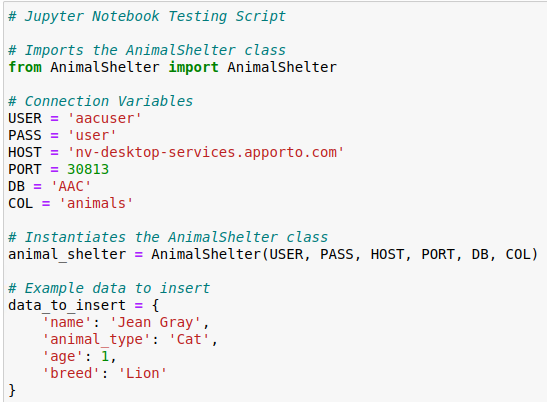 # Jupyter Notebook Testing Script
# Imports the AnimalShelter class
from AnimalShelter import AnimalShelter
# Connection Variables
USER = 'aacuser'
PASS = 'user'
HOST = 'nv-desktop-services.apporto.com'
PORT = 30813
DB = 'AAC'
COL = 'animals'
# Instantiates the AnimalShelter class
animal_shelter = AnimalShelter(USER, PASS, HOST, PORT, DB, COL)
# Example data to insert
data_to_insert = {
    'name': 'Jean Gray',
    'animal_type': 'Cat',
    'age': 1,
    'breed': 'Lion'
}